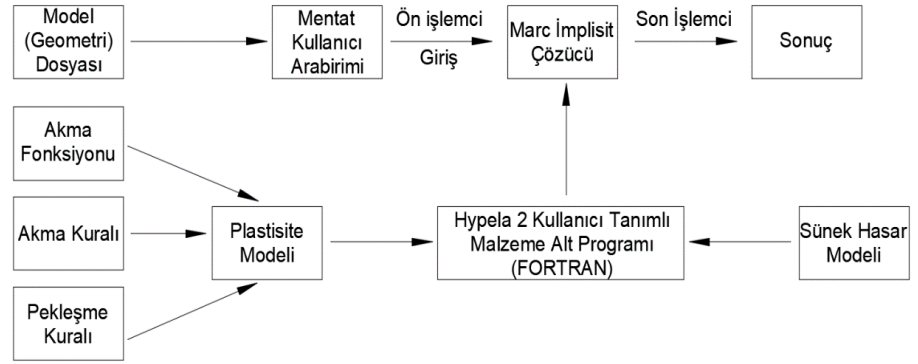 Model
(Geometri)
Dosyası
Mentat
Kullanıcı
Arabirimi
Ön işlemci
Giriş
Marc İmplisit
Çözücü
Son İşlemci
Sonuç
Akma
Fonksiyonu
Akma Kuralı
Pekleşme
Kuralı
Plastisite
Modeli
Hypela 2 Kullanıcı Tanımlı
Malzeme Alt Programı
(FORTRAN)
Sünek Hasar
Modeli